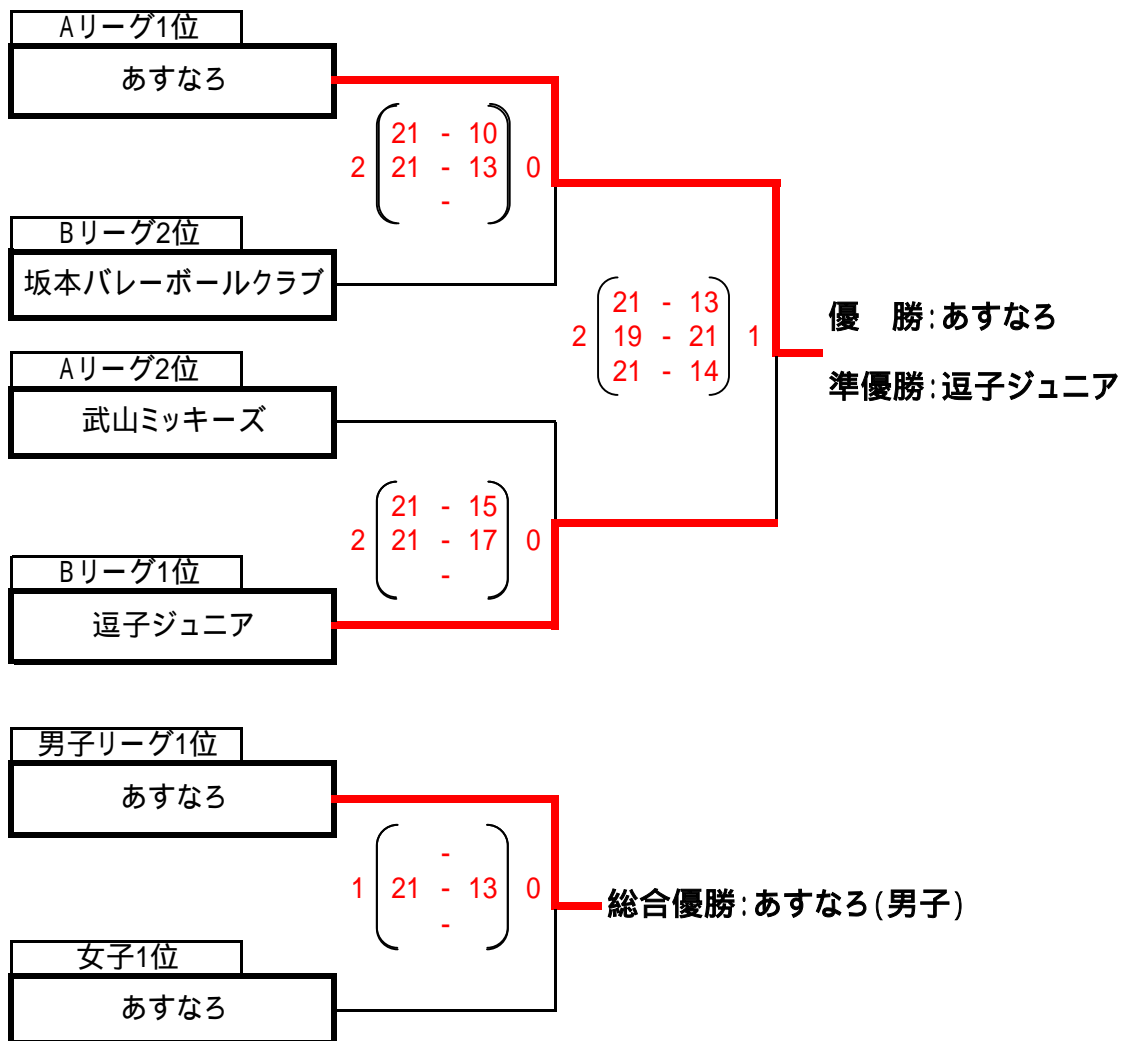 Aリーグ1位
あすなろ
21 - 10
2 21 - 13 0
-
Bリーグ2位
坂本バレーボールクラブ
21 - 13
2 19 - 21 1
21 - 14
優　勝:あすなろ
準優勝:逗子ジュニア
Aリーグ2位
武山ミッキーズ
21 - 15
2 21 - 17 0
-
Bリーグ1位
逗子ジュニア
男子リーグ1位
あすなろ
-
1 21 - 13 0
-
総合優勝:あすなろ(男子)
女子1位
あすなろ